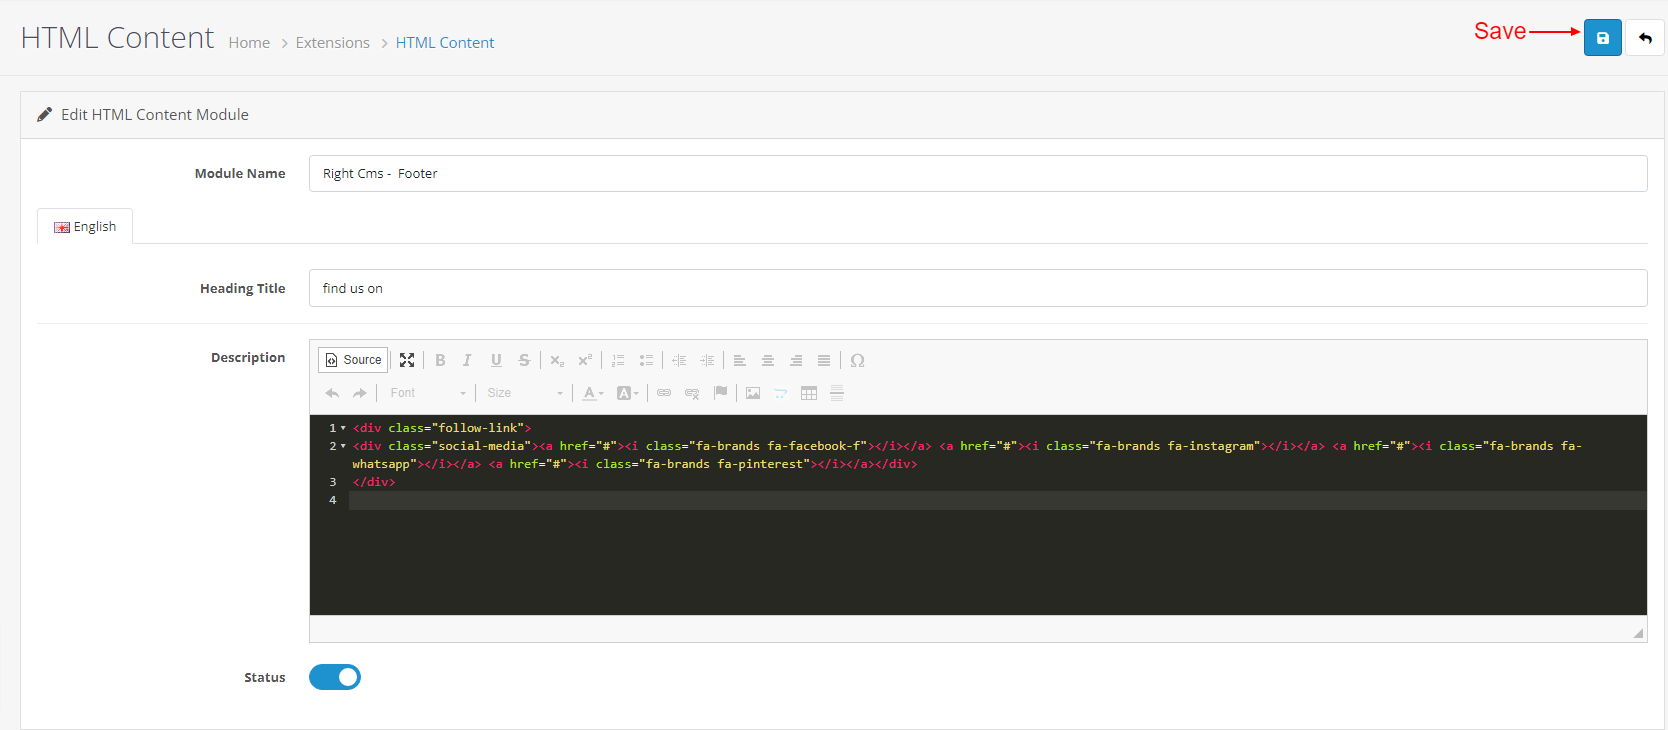 HTML Content Home > Extensions > HTML Content
Save
Edit HTML Content Module
Module Name Right Cms -  Footer
English
Heading Title find us on
Description
Source B I U S x₂ x² Ω
Font Size A A
1 <div class="follow-link">
2 <div class="social-media"><a href="#"><i class="fa-brands fa-facebook-f"></i></a> <a href="#"><i class="fa-brands fa-instagram"></i></a> <a href="#"><i class="fa-brands fa-
whatsapp"></i></a> <a href="#"><i class="fa-brands fa-pinterest"></i></a></div>
3 </div>
4
Status